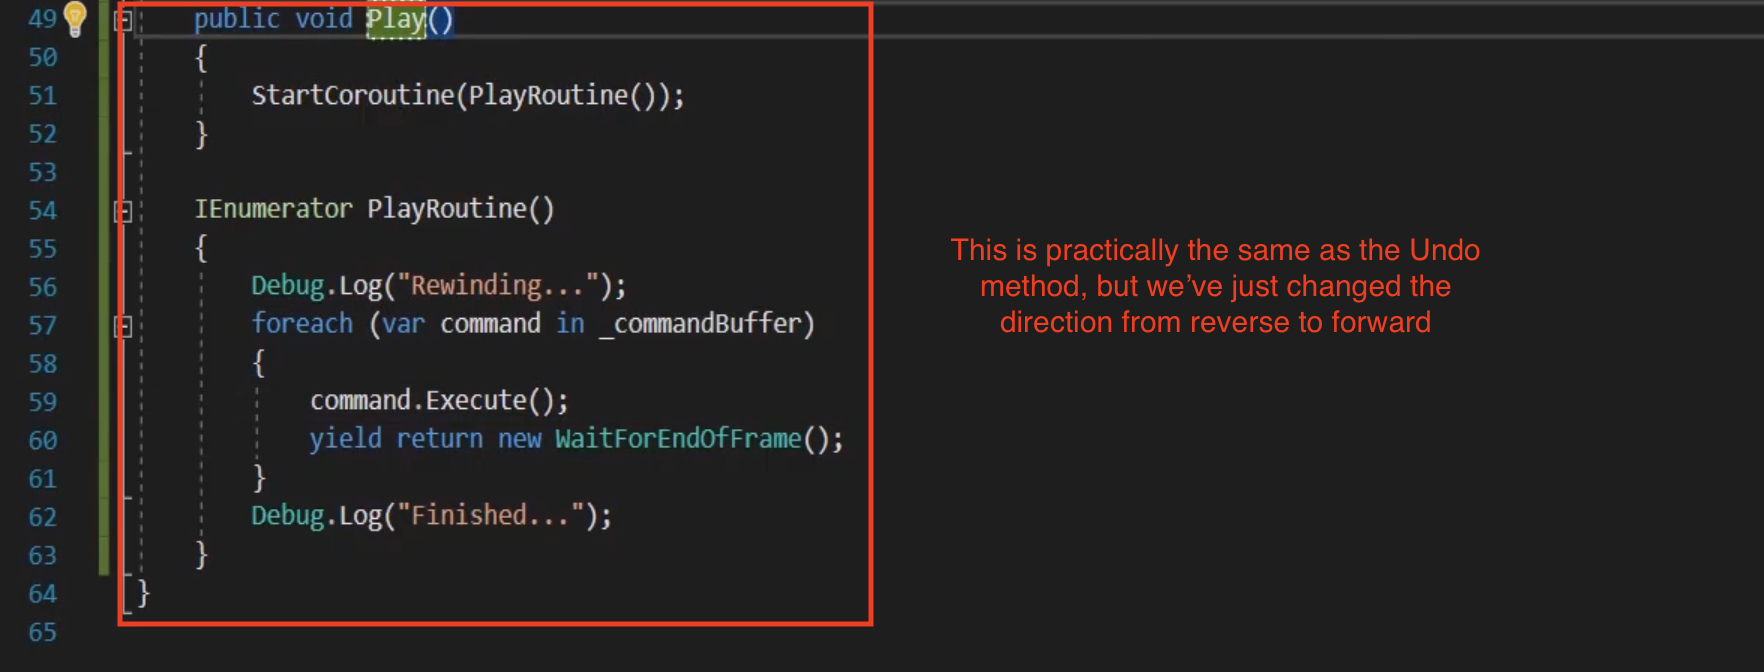 49 public void Play()
50 {
51 StartCoroutine(PlayRoutine());
52 }
53
54 IEnumerator PlayRoutine()
55 {
56 Debug.Log("Rewinding...");
57 foreach (var command in _commandBuffer)
58 {
59 command.Execute();
60 yield return new WaitForEndOfFrame();
61 }
62 Debug.Log("Finished...");
63 }
64 }
65
This is practically the same as the Undo
method, but we’ve just changed the
direction from reverse to forward